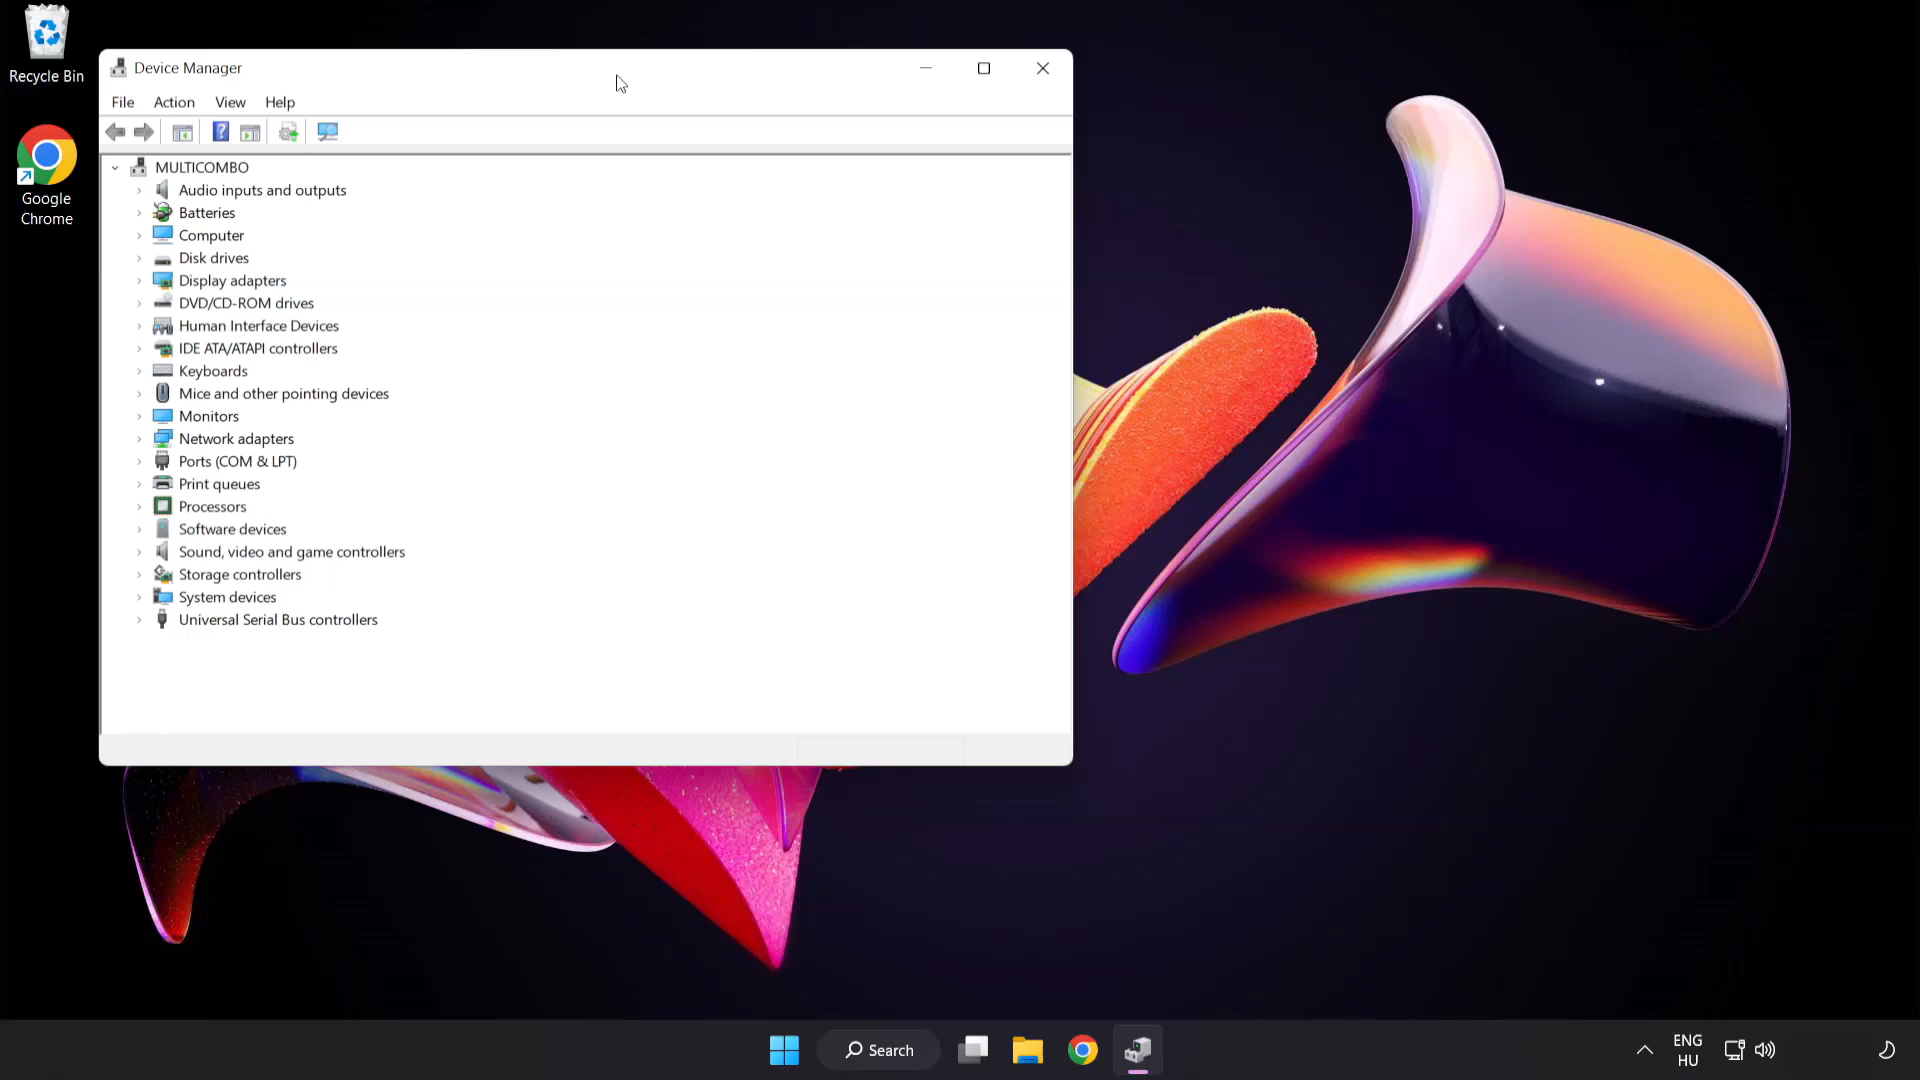 Recycle Bin
Google
Chrome
Device Manager
File Action View Help
MULTICOMBO
Audio inputs and outputs
Batteries
Computer
Disk drives
Display adapters
DVD/CD-ROM drives
Human Interface Devices
IDE ATA/ATAPI controllers
Keyboards
Mice and other pointing devices
Monitors
Network adapters
Ports (COM & LPT)
Print queues
Processors
Software devices
Sound, video and game controllers
Storage controllers
System devices
Universal Serial Bus controllers
Search
ENG
HU